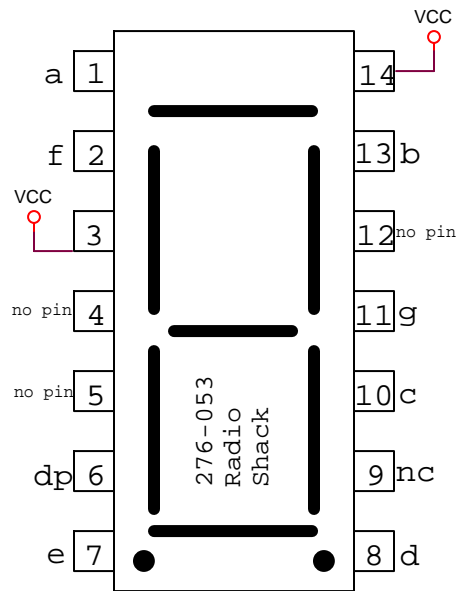 VCC
a 1 14
f 2 13 b
VCC
3 12 no pin
no pin 4 11 g
no pin 5 10 c
276-053
Radio
Shack
dp 6 9 nc
e 7 8 d